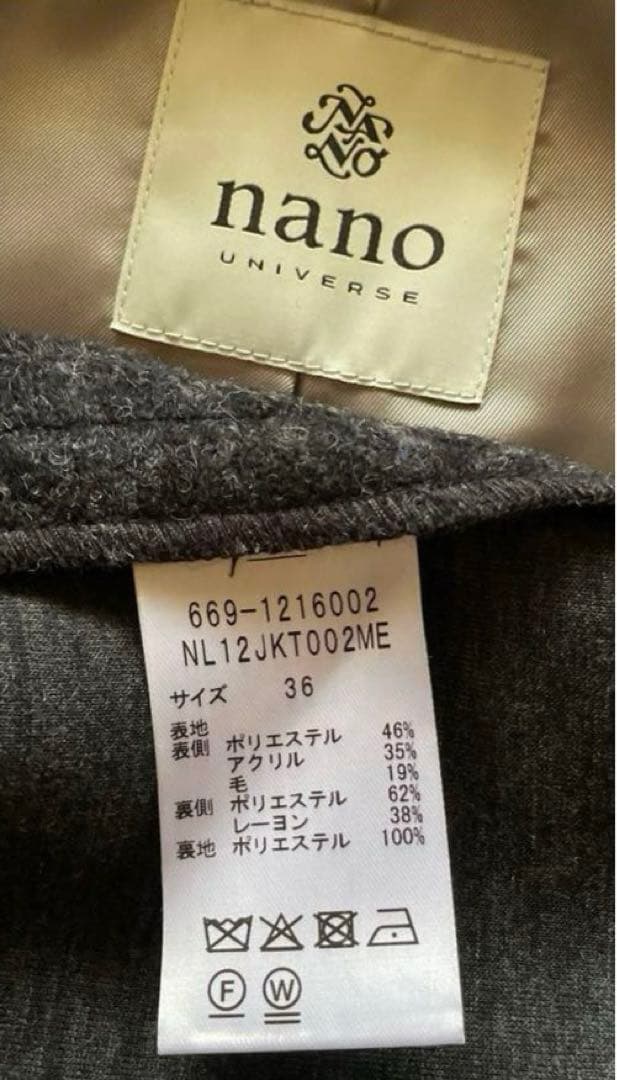 NANO
nano
UNIVERSE
669-1216002
NL12JKT002ME
サイズ 36
表地
表側 ポリエステル 46%
アクリル 35%
毛 19%
裏側 ポリエステル 62%
レーヨン 38%
裏地 ポリエステル 100%
F W